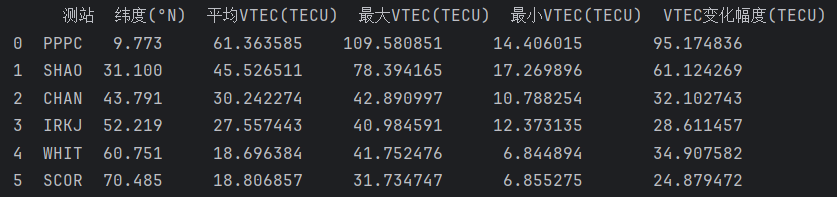 测站 纬度(°N) 平均VTEC(TECU) 最大VTEC(TECU) 最小VTEC(TECU) VTEC变化幅度(TECU)
0 PPPC 9.773 61.363585 109.580851 14.406015 95.174836
1 SHAO 31.100 45.526511 78.394165 17.269896 61.124269
2 CHAN 43.791 30.242274 42.890997 10.788254 32.102743
3 IRKJ 52.219 27.557443 40.984591 12.373135 28.611457
4 WHIT 60.751 18.696384 41.752476 6.844894 34.907582
5 SCOR 70.485 18.806857 31.734747 6.855275 24.879472